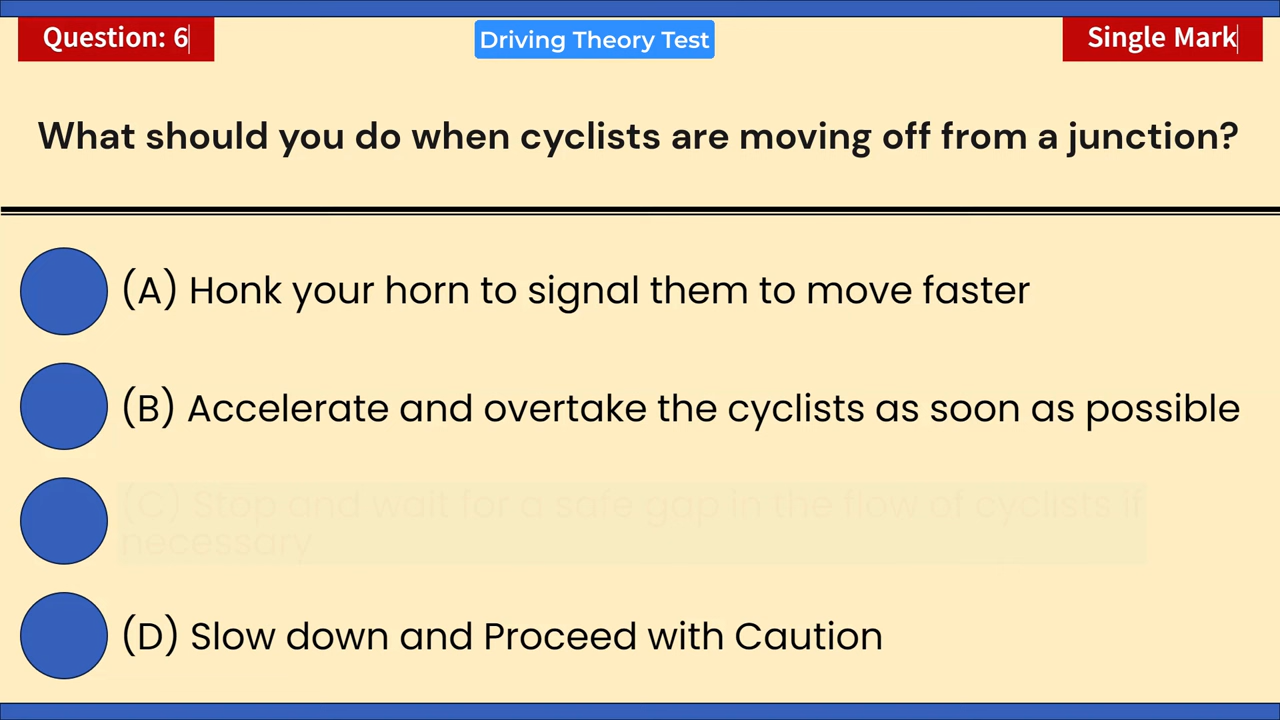 Question: 6
Driving Theory Test
Single Mark
What should you do when cyclists are moving off from a junction?
(A) Honk your horn to signal them to move faster
(B) Accelerate and overtake the cyclists as soon as possible
(C) Stop and wait for a safe gap in the flow of cyclists if
necessary
(D) Slow down and Proceed with Caution